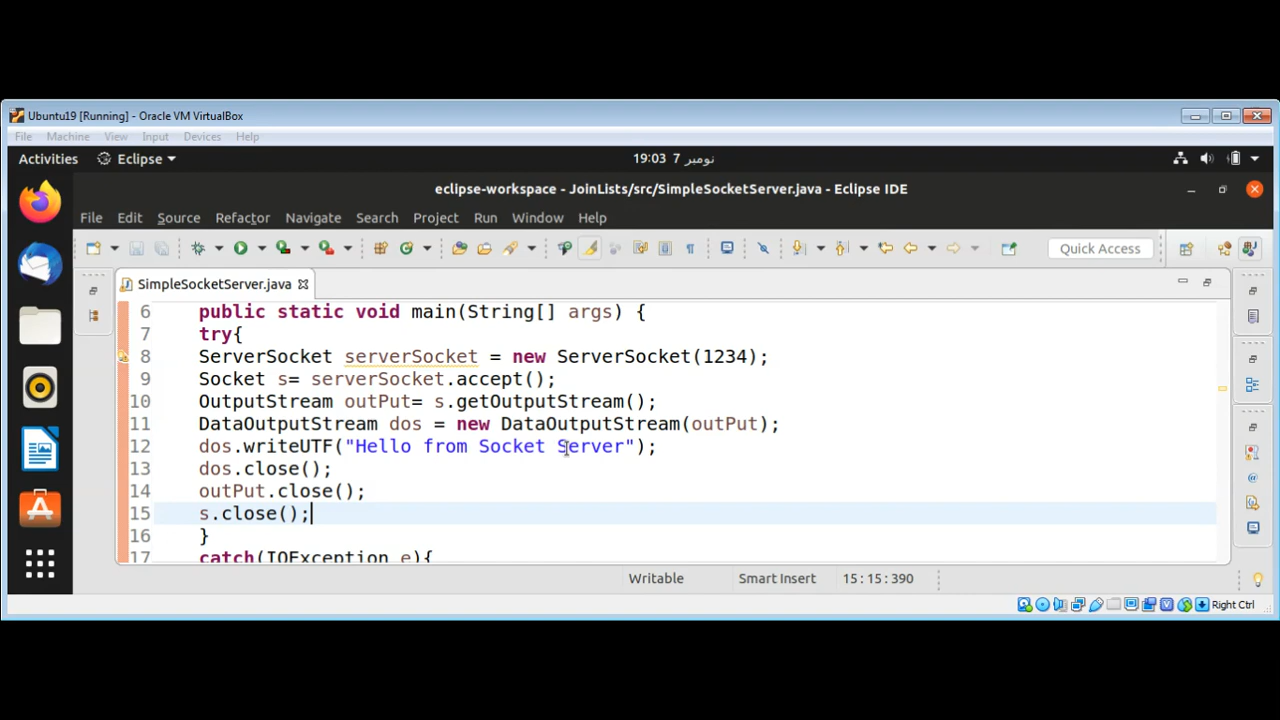 Ubuntu19 [Running] - Oracle VM VirtualBox
File Machine View Input Devices Help
Activities Eclipse 19:03 7 نومبر
eclipse-workspace - JoinLists/src/SimpleSocketServer.java - Eclipse IDE
File Edit Source Refactor Navigate Search Project Run Window Help
Quick Access
SimpleSocketServer.java
6 public static void main(String[] args) {
7 try{
8 ServerSocket serverSocket = new ServerSocket(1234);
9 Socket s= serverSocket.accept();
10 OutputStream outPut= s.getOutputStream();
11 DataOutputStream dos = new DataOutputStream(outPut);
12 dos.writeUTF("Hello from Socket Server");
13 dos.close();
14 outPut.close();
15 s.close();
16 }
17 catch(IOException e){
Writable Smart Insert 15:15:390
Right Ctrl